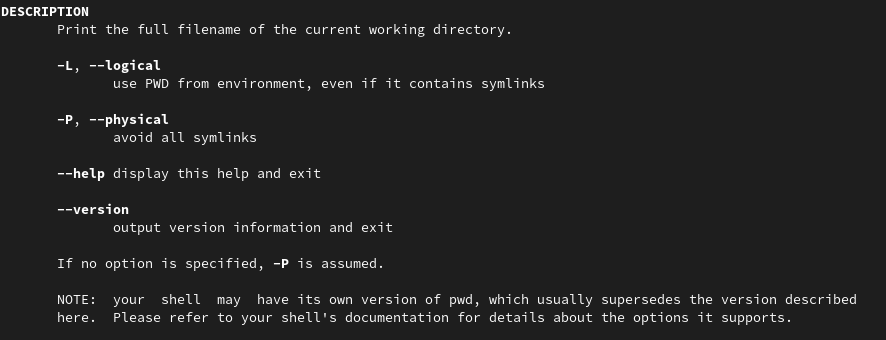 DESCRIPTION
Print the full filename of the current working directory.
-L, --logical
use PWD from environment, even if it contains symlinks
-P, --physical
avoid all symlinks
--help display this help and exit
--version
output version information and exit
If no option is specified, -P is assumed.
NOTE:  your  shell  may  have its own version of pwd, which usually supersedes the version described
here.  Please refer to your shell's documentation for details about the options it supports.